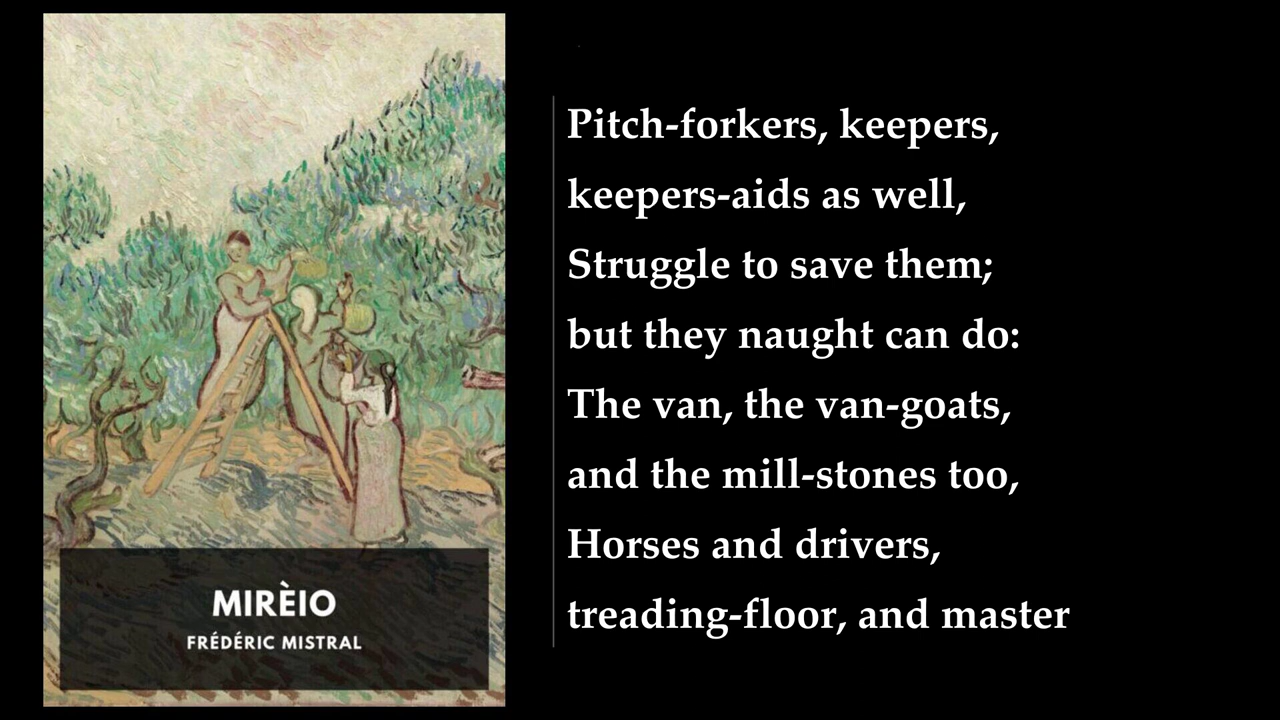 MIRÈIO
FRÉDÉRIC MISTRAL
Pitch-forkers, keepers,
keepers-aids as well,
Struggle to save them;
but they naught can do:
The van, the van-goats,
and the mill-stones too,
Horses and drivers,
treading-floor, and master